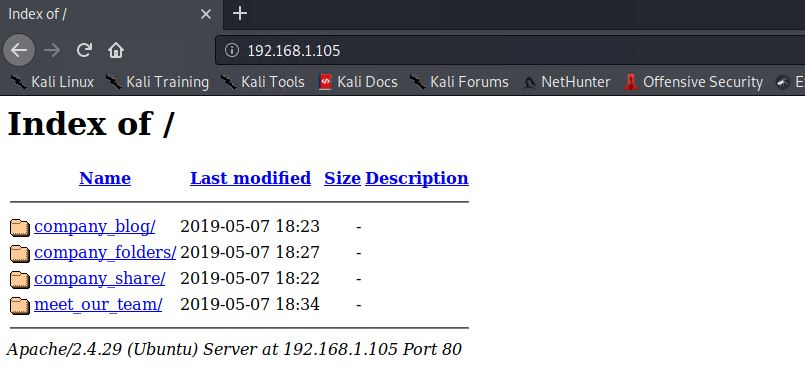 Index of /
192.168.1.105
Kali Linux Kali Training Kali Tools Kali Docs Kali Forums NetHunter Offensive Security
Index of /
Name Last modified Size Description
company_blog/ 2019-05-07 18:23 -
company_folders/ 2019-05-07 18:27 -
company_share/ 2019-05-07 18:22 -
meet_our_team/ 2019-05-07 18:34 -
Apache/2.4.29 (Ubuntu) Server at 192.168.1.105 Port 80